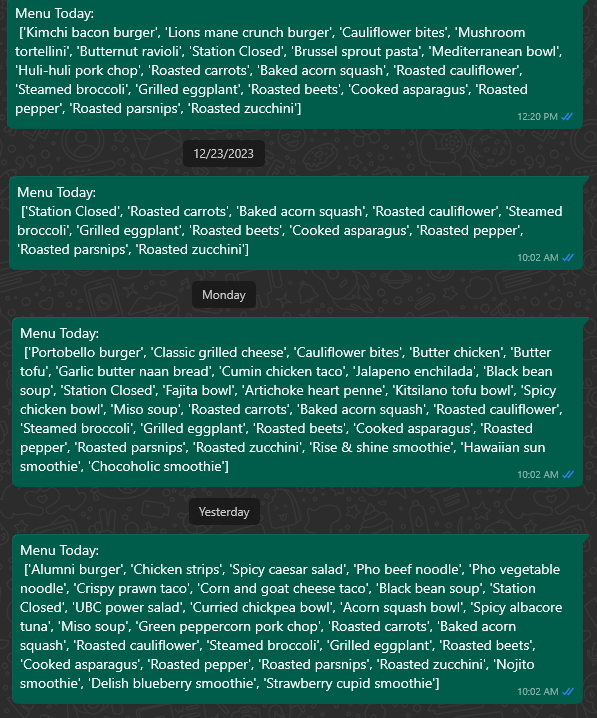 Menu Today:
['Kimchi bacon burger', 'Lions mane crunch burger', 'Cauliflower bites', 'Mushroom
tortellini', 'Butternut ravioli', 'Station Closed', 'Brussel sprout pasta', 'Mediterranean bowl',
'Huli-huli pork chop', 'Roasted carrots', 'Baked acorn squash', 'Roasted cauliflower',
'Steamed broccoli', 'Grilled eggplant', 'Roasted beets', 'Cooked asparagus', 'Roasted
pepper', 'Roasted parsnips', 'Roasted zucchini']
12:20 PM
12/23/2023
Menu Today:
['Station Closed', 'Roasted carrots', 'Baked acorn squash', 'Roasted cauliflower', 'Steamed
broccoli', 'Grilled eggplant', 'Roasted beets', 'Cooked asparagus', 'Roasted pepper',
'Roasted parsnips', 'Roasted zucchini']
10:02 AM
Monday
Menu Today:
['Portobello burger', 'Classic grilled cheese', 'Cauliflower bites', 'Butter chicken', 'Butter
tofu', 'Garlic butter naan bread', 'Cumin chicken taco', 'Jalapeno enchilada', 'Black bean
soup', 'Station Closed', 'Fajita bowl', 'Artichoke heart penne', 'Kitsilano tofu bowl', 'Spicy
chicken bowl', 'Miso soup', 'Roasted carrots', 'Baked acorn squash', 'Roasted cauliflower',
'Steamed broccoli', 'Grilled eggplant', 'Roasted beets', 'Cooked asparagus', 'Roasted
pepper', 'Roasted parsnips', 'Roasted zucchini', 'Rise & shine smoothie', 'Hawaiian sun
smoothie', 'Chocoholic smoothie']
10:02 AM
Yesterday
Menu Today:
['Alumni burger', 'Chicken strips', 'Spicy caesar salad', 'Pho beef noodle', 'Pho vegetable
noodle', 'Crispy prawn taco', 'Corn and goat cheese taco', 'Black bean soup', 'Station
Closed', 'UBC power salad', 'Curried chickpea bowl', 'Acorn squash bowl', 'Spicy albacore
tuna', 'Miso soup', 'Green peppercorn pork chop', 'Roasted carrots', 'Baked acorn
squash', 'Roasted cauliflower', 'Steamed broccoli', 'Grilled eggplant', 'Roasted beets',
'Cooked asparagus', 'Roasted pepper', 'Roasted parsnips', 'Roasted zucchini', 'Nojito
smoothie', 'Delish blueberry smoothie', 'Strawberry cupid smoothie']
10:02 AM